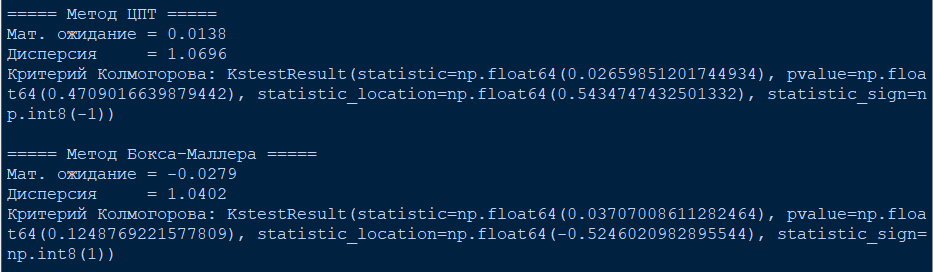 ===== Метод ЦПТ =====
Мат. ожидание = 0.0138
Дисперсия     = 1.0696
Критерий Колмогорова: KstestResult(statistic=np.float64(0.02659851201744934), pvalue=np.floa
t64(0.4709016639879442), statistic_location=np.float64(0.5434747432501332), statistic_sign=n
p.int8(-1))
===== Метод Бокса-Маллера =====
Мат. ожидание = -0.0279
Дисперсия     = 1.0402
Критерий Колмогорова: KstestResult(statistic=np.float64(0.03707008611282464), pvalue=np.floa
t64(0.1248769221577809), statistic_location=np.float64(-0.5246020982895544), statistic_sign=
np.int8(1))